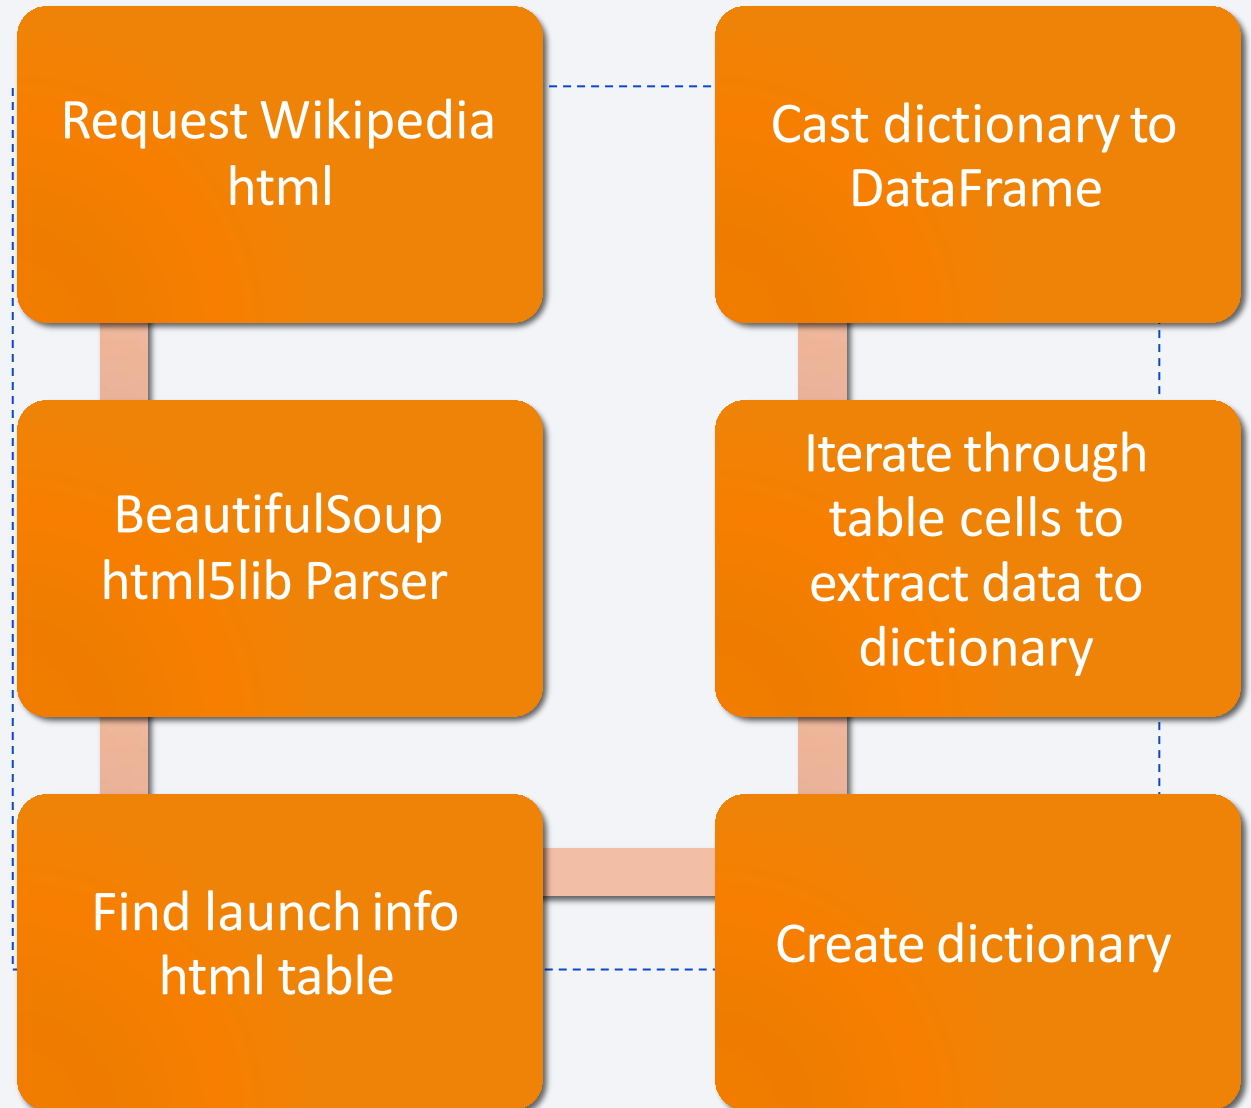 Request Wikipedia
html
BeautifulSoup
html5lib Parser
Find launch info
html table
Create dictionary
Iterate through
table cells to
extract data to
dictionary
Cast dictionary to
DataFrame